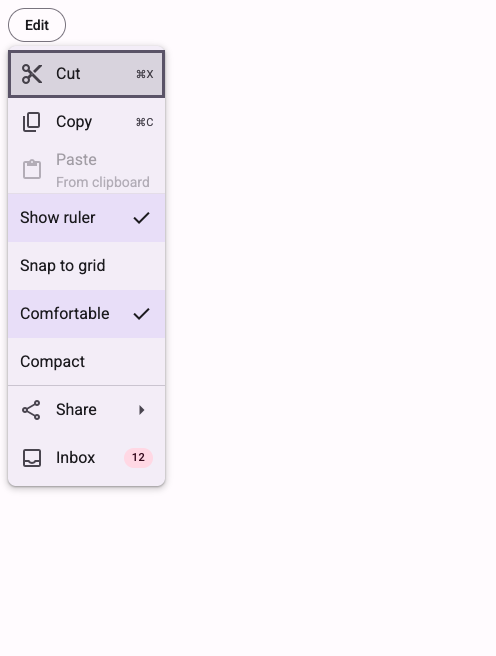 Edit
Cut ⌘X
Copy ⌘C
Paste
From clipboard
Show ruler
Snap to grid
Comfortable
Compact
Share
Inbox 12